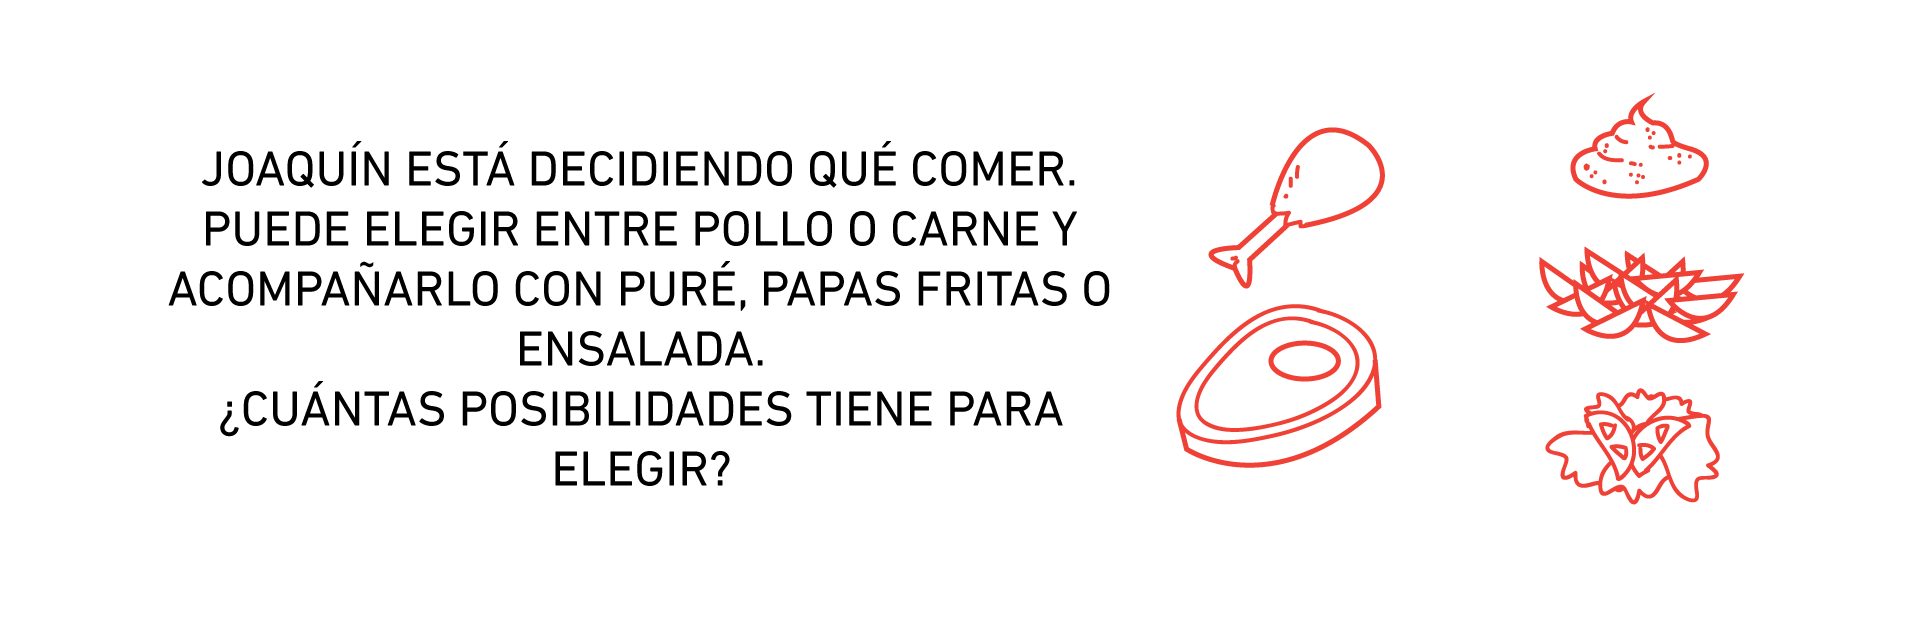 JOAQUÍN ESTÁ DECIDIENDO QUÉ COMER.
PUEDE ELEGIR ENTRE POLLO O CARNE Y
ACOMPAÑARLO CON PURÉ, PAPAS FRITAS O
ENSALADA.
¿CUÁNTAS POSIBILIDADES TIENE PARA
ELEGIR?